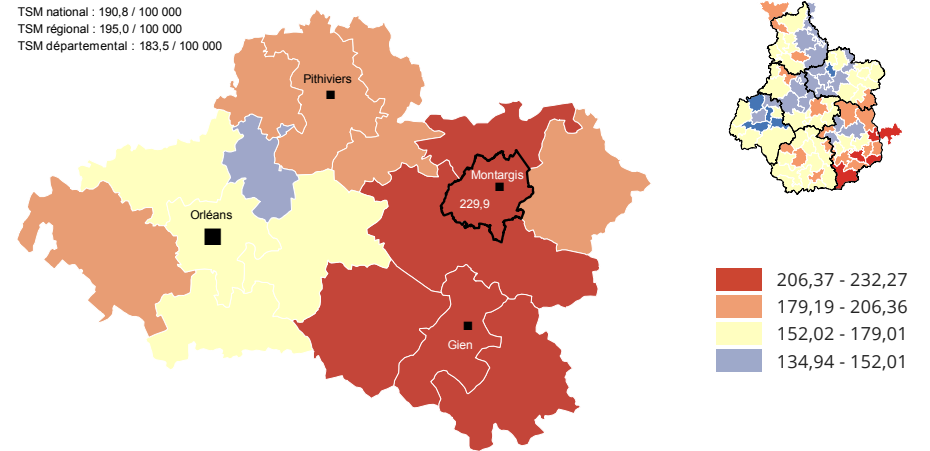 TSM national : 190,8 / 100 000
TSM régional : 195,0 / 100 000
TSM départemental : 183,5 / 100 000
Pithiviers
Montargis
229,9
Orléans
Gien
206,37 - 232,27
179,19 - 206,36
152,02 - 179,01
134,94 - 152,01